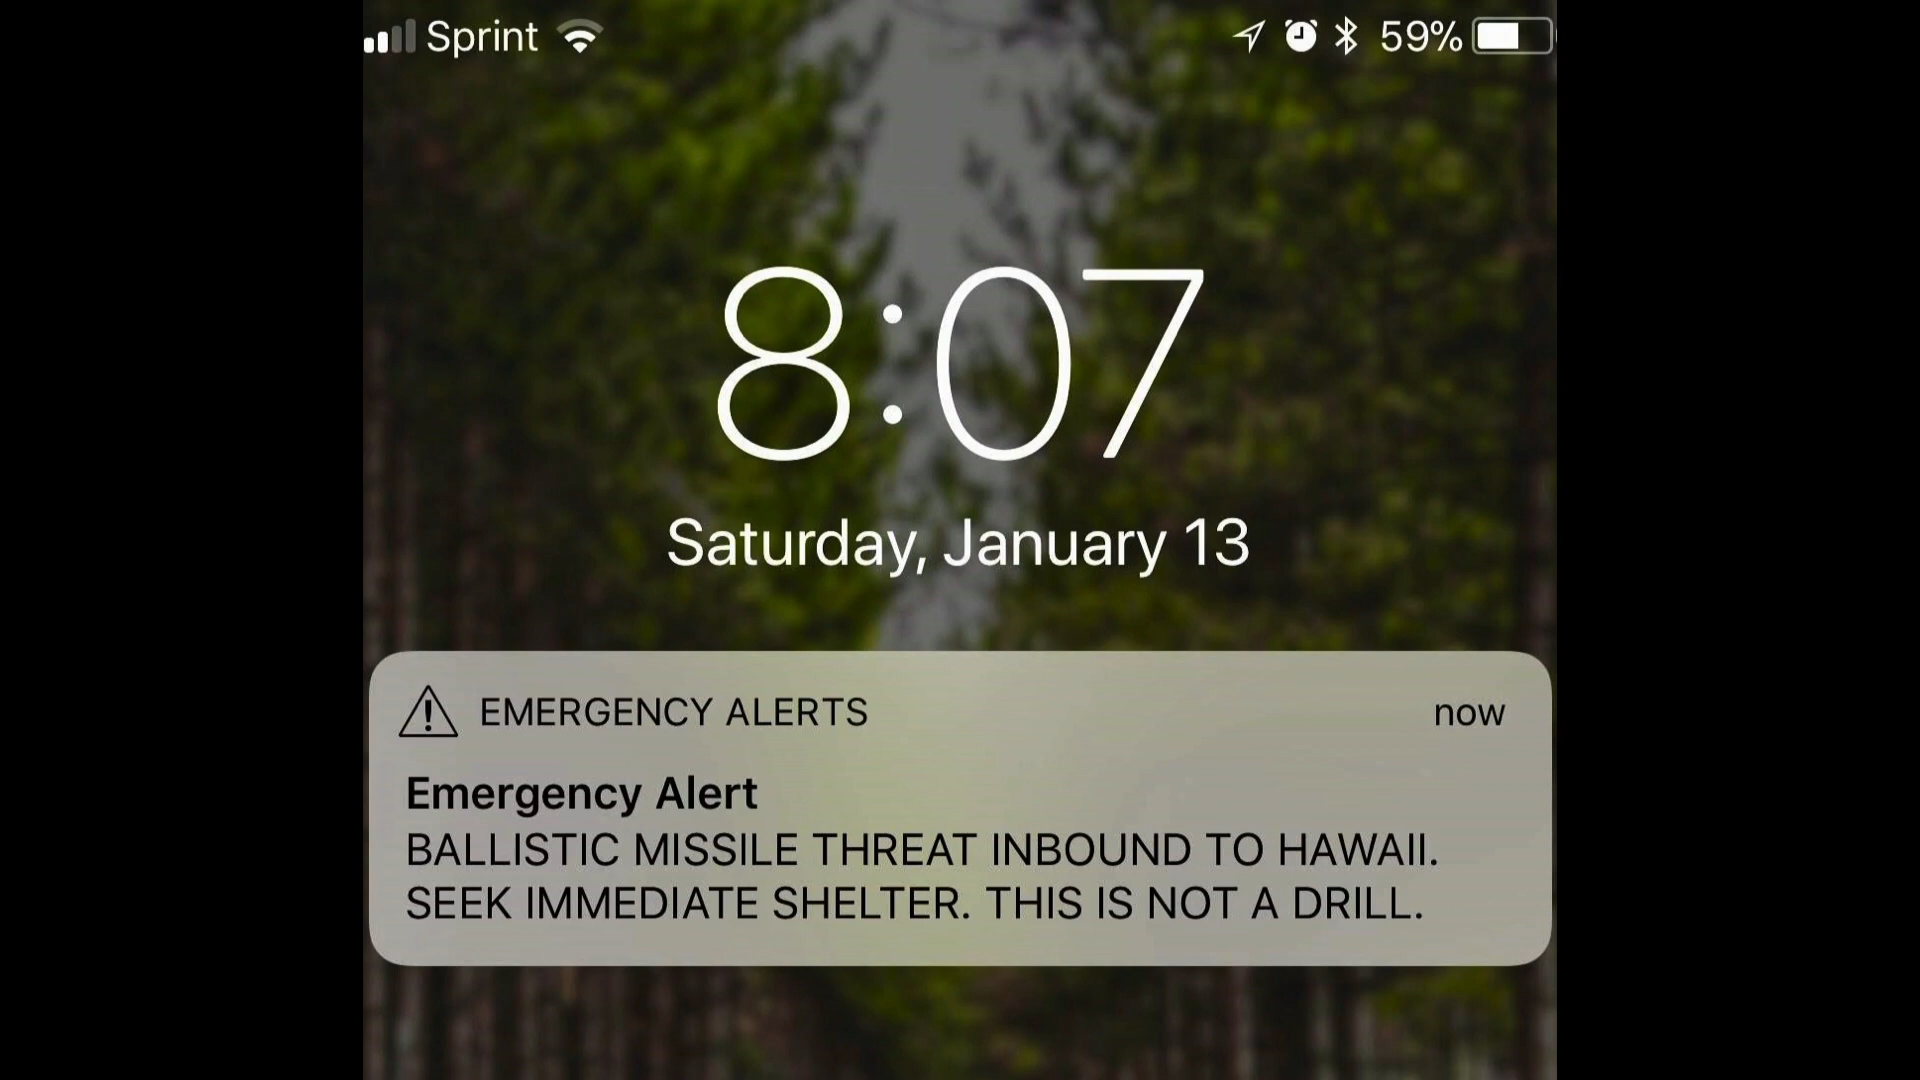 Sprint 59%
8:07
Saturday, January 13
EMERGENCY ALERTS now
Emergency Alert
BALLISTIC MISSILE THREAT INBOUND TO HAWAII.
SEEK IMMEDIATE SHELTER. THIS IS NOT A DRILL.